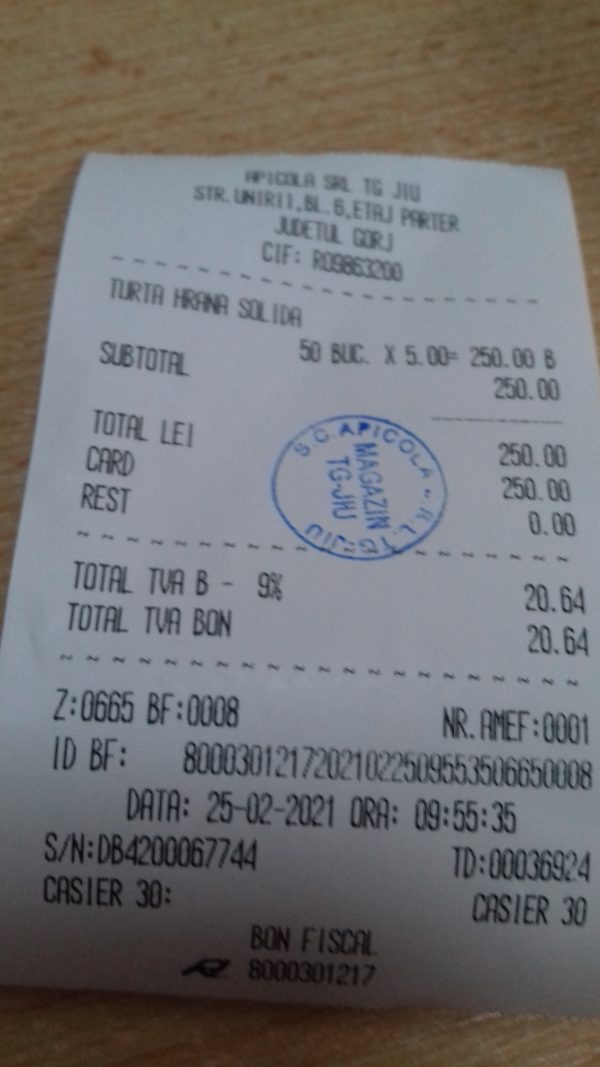 APICOLA SRL TG JIU
STR.UNIRII,BL.6,ETAJ PARTER
JUDETUL GORJ
CIF: RO9863200
TURTA HRANA SOLIDA
50 BUC. X 5.00= 250.00 B
SUBTOTAL 250.00
TOTAL LEI 250.00
CARD 250.00
REST 0.00
S.C. APICOLA S.R.L. TG-JIU
MAGAZIN
TG-JIU
TOTAL TVA B - 9% 20.64
TOTAL TVA BON 20.64
Z:0665 BF:0008 NR.AMEF:0001
ID BF: 80003012172021022509553506650008
DATA: 25-02-2021 ORA: 09:55:35
S/N:DB4200067744 TD:00036924
CASIER 30: CASIER 30
BON FISCAL
8000301217